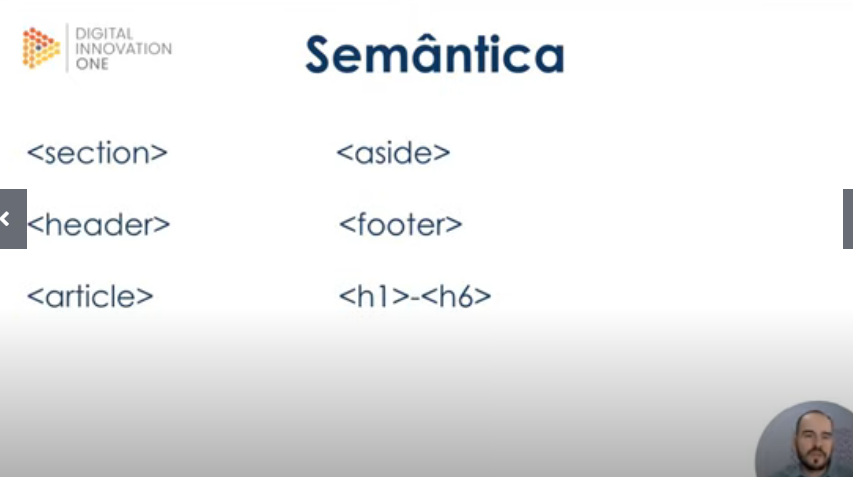 DIGITAL
INNOVATION
ONE
Semântica
<section>
<aside>
<header>
<footer>
<article>
<h1>-<h6>